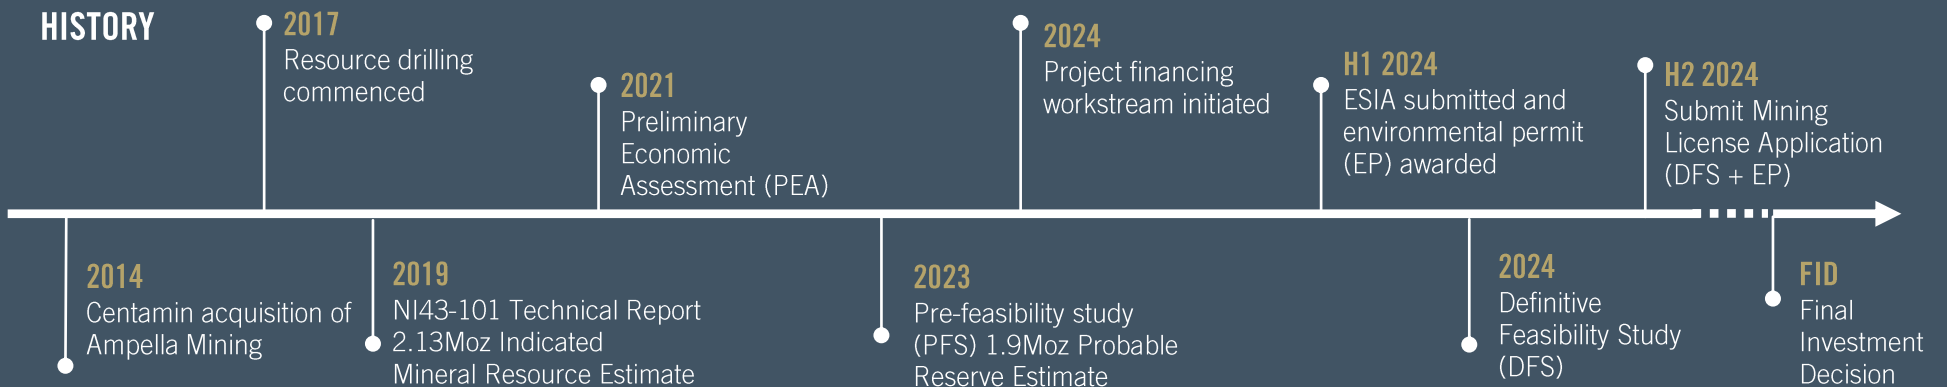 HISTORY
2017
Resource drilling
commenced
2021
Preliminary
Economic
Assessment (PEA)
2024
Project financing
workstream initiated
H1 2024
ESIA submitted and
environmental permit
(EP) awarded
H2 2024
Submit Mining
License Application
(DFS + EP)
2014
Centamin acquisition of
Ampella Mining
2019
NI43-101 Technical Report
2.13Moz Indicated
Mineral Resource Estimate
2023
Pre-feasibility study
(PFS) 1.9Moz Probable
Reserve Estimate
2024
Definitive
Feasibility Study
(DFS)
FID
Final
Investment
Decision